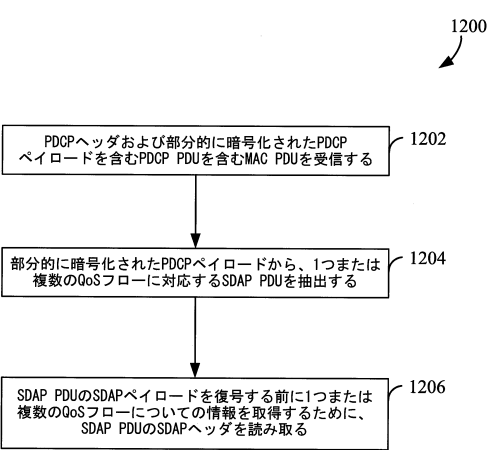 1200
PDCPヘッダおよび部分的に暗号化されたPDCP
ペイロードを含むPDCP PDUを含むMAC PDUを受信する
1202
部分的に暗号化されたPDCPペイロードから、1つまたは
複数のQoSフローに対応するSDAP PDUを抽出する
1204
SDAP PDUのSDAPペイロードを復号する前に1つまたは
複数のQoSフローについての情報を取得するために、
SDAP PDUのSDAPヘッダを読み取る
1206